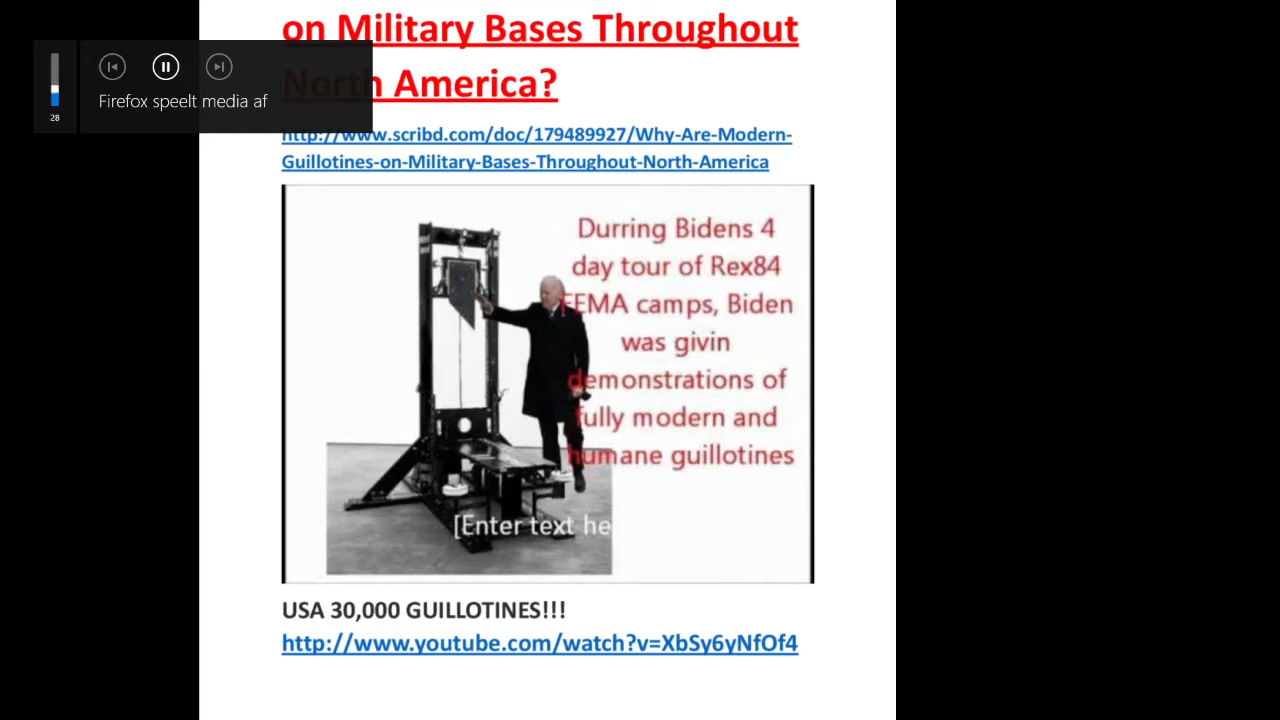 on Military Bases Throughout
North America?
Firefox speelt media af
28
http://www.scribd.com/doc/179489927/Why-Are-Modern-
Guillotines-on-Military-Bases-Throughout-North-America
Durring Bidens 4
day tour of Rex84
FEMA camps, Biden
was givin
demonstrations of
fully modern and
humane guillotines
[Enter text he
USA 30,000 GUILLOTINES!!!
http://www.youtube.com/watch?v=XbSy6yNfOf4